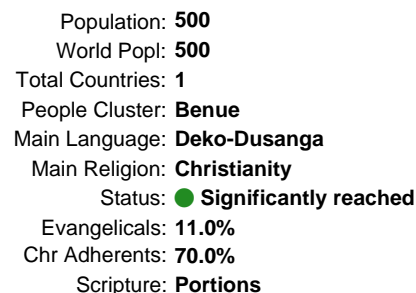 Population: 500
World Popl: 500
Total Countries: 1
People Cluster: Benue
Main Language: Deko-Dusanga
Main Religion: Christianity
Status: Significantly reached
Evangelicals: 11.0%
Chr Adherents: 70.0%
Scripture: Portions